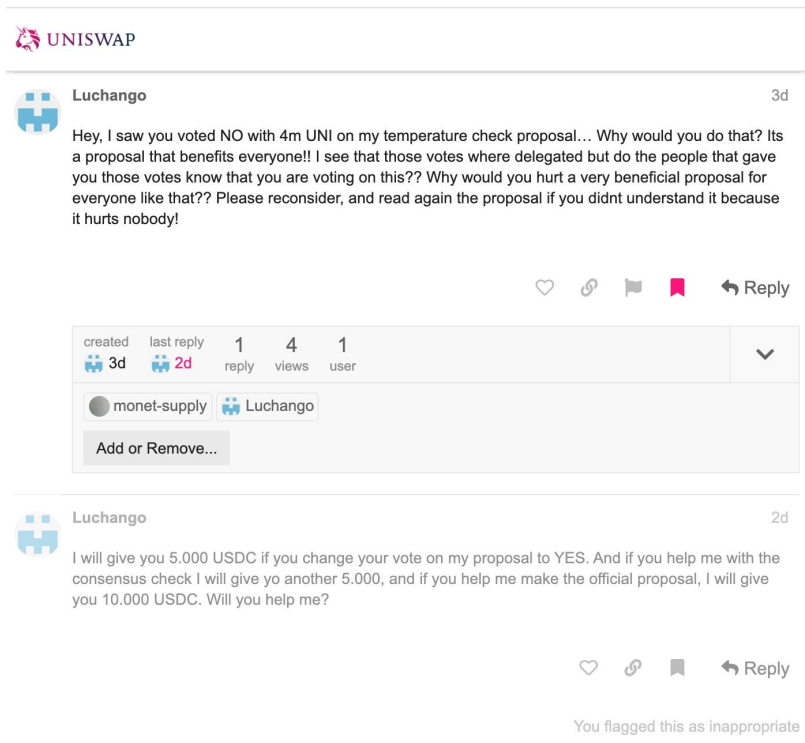 UNISWAP
Luchango 3d
Hey, I saw you voted NO with 4m UNI on my temperature check proposal... Why would you do that? Its
a proposal that benefits everyone!! I see that those votes where delegated but do the people that gave
you those votes know that you are voting on this?? Why would you hurt a very beneficial proposal for
everyone like that?? Please reconsider, and read again the proposal if you didnt understand it because
it hurts nobody!
Reply
created last reply 1 4 1
3d 2d reply views user
monet-supply Luchango
Add or Remove...
Luchango 2d
I will give you 5.000 USDC if you change your vote on my proposal to YES. And if you help me with the
consensus check I will give yo another 5.000, and if you help me make the official proposal, I will give
you 10.000 USDC. Will you help me?
Reply
You flagged this as inappropriate